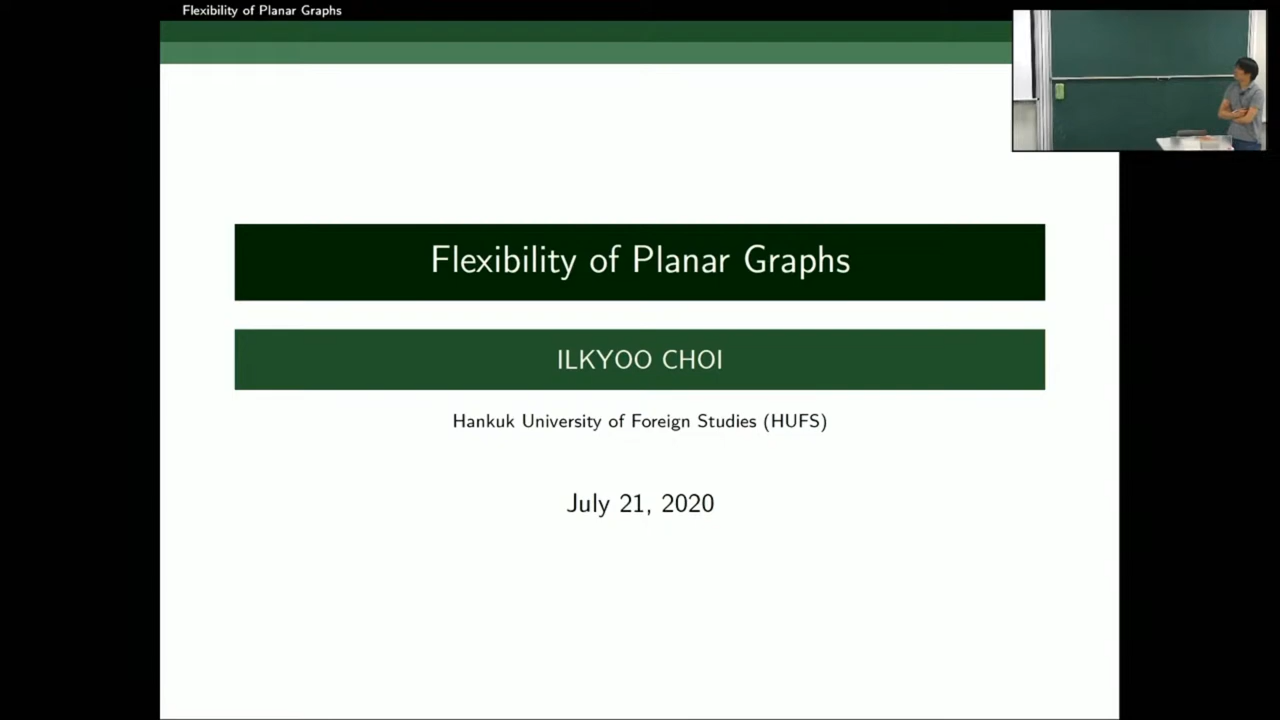 Flexibility of Planar Graphs
Flexibility of Planar Graphs
ILKYOO CHOI
Hankuk University of Foreign Studies (HUFS)
July 21, 2020